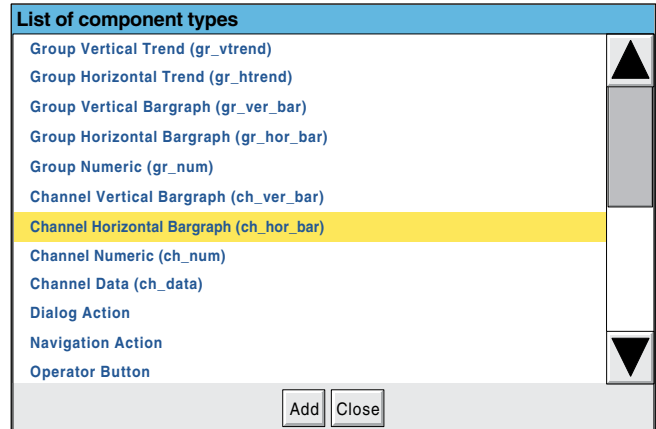 List of component types
Group Vertical Trend (gr_vtrend)
Group Horizontal Trend (gr_htrend)
Group Vertical Bargraph (gr_ver_bar)
Group Horizontal Bargraph (gr_hor_bar)
Group Numeric (gr_num)
Channel Vertical Bargraph (ch_ver_bar)
Channel Horizontal Bargraph (ch_hor_bar)
Channel Numeric (ch_num)
Channel Data (ch_data)
Dialog Action
Navigation Action
Operator Button
Add Close